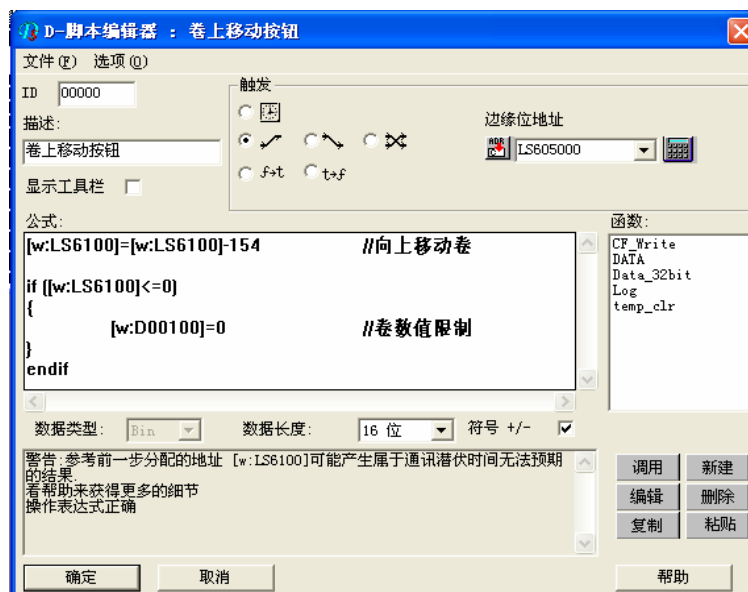 D-脚本编辑器 : 卷上移动按钮
文件(F) 选项(O)
ID 00000
触发
描述:
边缘位地址
卷上移动按钮
ADR
LS605000
显示工具栏
f→t t→f
公式:
函数:
[w:LS6100]=[w:LS6100]-154 //向上移动卷
if ([w:LS6100]<=0)
{
[w:D00100]=0 //卷数值限制
}
endif
CF_Write
DATA
Data_32bit
Log
temp_clr
数据类型: Bin 数据长度: 16 位 符号 +/-
警告:参考前一步分配的地址 [w:LS6100]可能产生属于通讯潜伏时间无法预期
的结果.
看帮助来获得更多的细节
操作表达式正确
调用 新建
编辑 删除
复制 粘贴
确定 取消 帮助